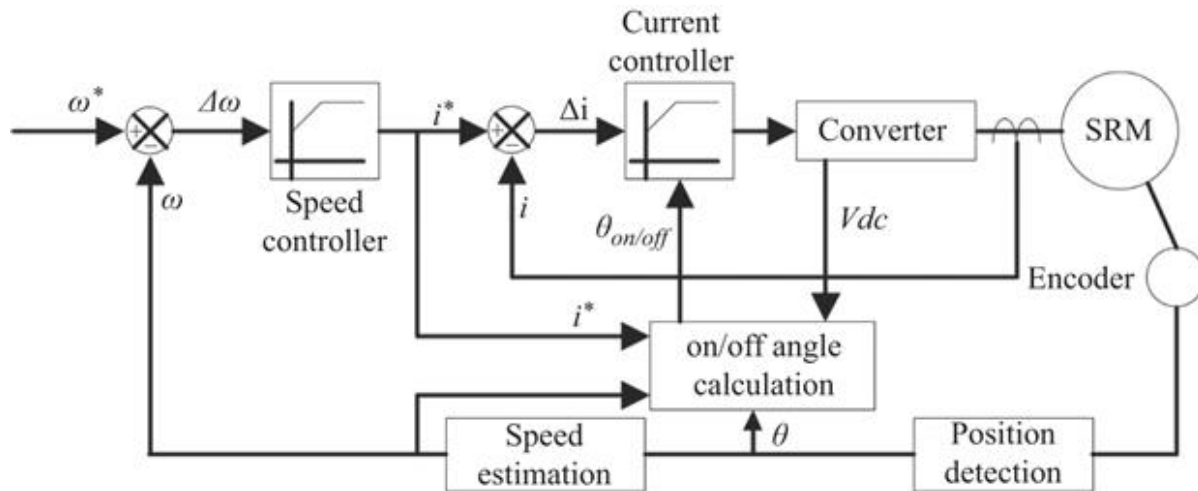 Current
controller
ω*
Δω
i*
Δi
Converter
SRM
+
−
+
−
ω
Speed
controller
i
θon/off
Vdc
Encoder
i*
on/off angle
calculation
Speed
estimation
θ
Position
detection